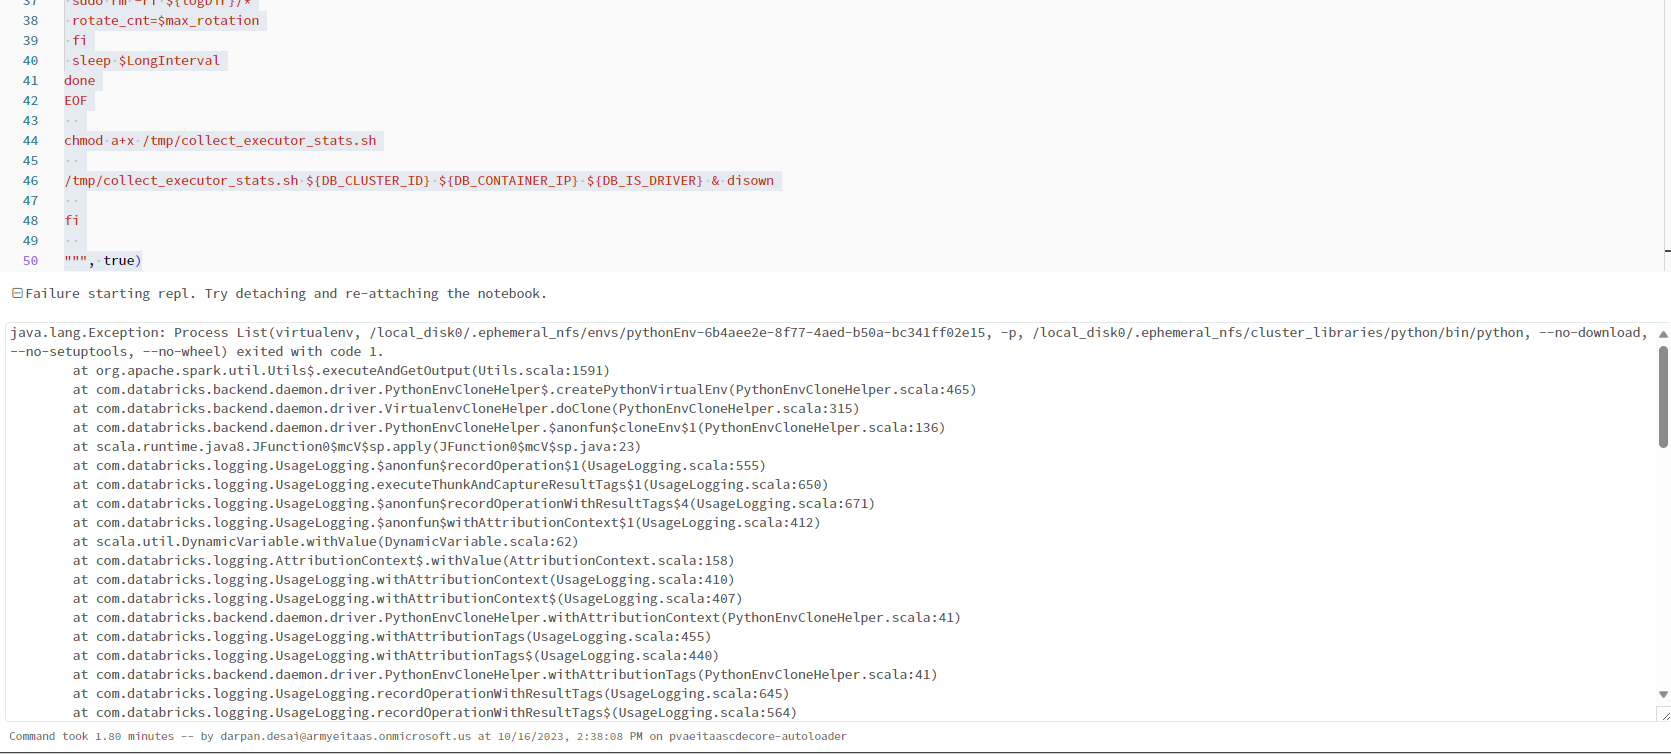 37 sudo rm -rf ${logDir}/*
38 rotate_cnt=$max_rotation
39 fi
40 sleep $LongInterval
41 done
42 EOF
43
44 chmod a+x /tmp/collect_executor_stats.sh
45
46 /tmp/collect_executor_stats.sh ${DB_CLUSTER_ID} ${DB_CONTAINER_IP} ${DB_IS_DRIVER} & disown
47
48 fi
49
50 """, true)
Failure starting repl. Try detaching and re-attaching the notebook.
java.lang.Exception: Process List(virtualenv, /local_disk0/.ephemeral_nfs/envs/pythonEnv-6b4aee2e-8f77-4aed-b50a-bc341ff02e15, -p, /local_disk0/.ephemeral_nfs/cluster_libraries/python/bin/python, --no-download,
--no-setuptools, --no-wheel) exited with code 1.
at org.apache.spark.util.Utils$.executeAndGetOutput(Utils.scala:1591)
at com.databricks.backend.daemon.driver.PythonEnvCloneHelper$.createPythonVirtualEnv(PythonEnvCloneHelper.scala:465)
at com.databricks.backend.daemon.driver.VirtualenvCloneHelper.doClone(PythonEnvCloneHelper.scala:315)
at com.databricks.backend.daemon.driver.PythonEnvCloneHelper.$anonfun$cloneEnv$1(PythonEnvCloneHelper.scala:136)
at scala.runtime.java8.JFunction0$mcV$sp.apply(JFunction0$mcV$sp.java:23)
at com.databricks.logging.UsageLogging.$anonfun$recordOperation$1(UsageLogging.scala:555)
at com.databricks.logging.UsageLogging.executeThunkAndCaptureResultTags$1(UsageLogging.scala:650)
at com.databricks.logging.UsageLogging.$anonfun$recordOperationWithResultTags$4(UsageLogging.scala:671)
at com.databricks.logging.UsageLogging.$anonfun$withAttributionContext$1(UsageLogging.scala:412)
at scala.util.DynamicVariable.withValue(DynamicVariable.scala:62)
at com.databricks.logging.AttributionContext$.withValue(AttributionContext.scala:158)
at com.databricks.logging.UsageLogging.withAttributionContext(UsageLogging.scala:410)
at com.databricks.logging.UsageLogging.withAttributionContext$(UsageLogging.scala:407)
at com.databricks.backend.daemon.driver.PythonEnvCloneHelper.withAttributionContext(PythonEnvCloneHelper.scala:41)
at com.databricks.logging.UsageLogging.withAttributionTags(UsageLogging.scala:455)
at com.databricks.logging.UsageLogging.withAttributionTags$(UsageLogging.scala:440)
at com.databricks.backend.daemon.driver.PythonEnvCloneHelper.withAttributionTags(PythonEnvCloneHelper.scala:41)
at com.databricks.logging.UsageLogging.recordOperationWithResultTags(UsageLogging.scala:645)
at com.databricks.logging.UsageLogging.recordOperationWithResultTags$(UsageLogging.scala:564)
Command took 1.80 minutes -- by darpan.desai@armyeitaas.onmicrosoft.us at 10/16/2023, 2:38:08 PM on pvaeitaascdecore-autoloader